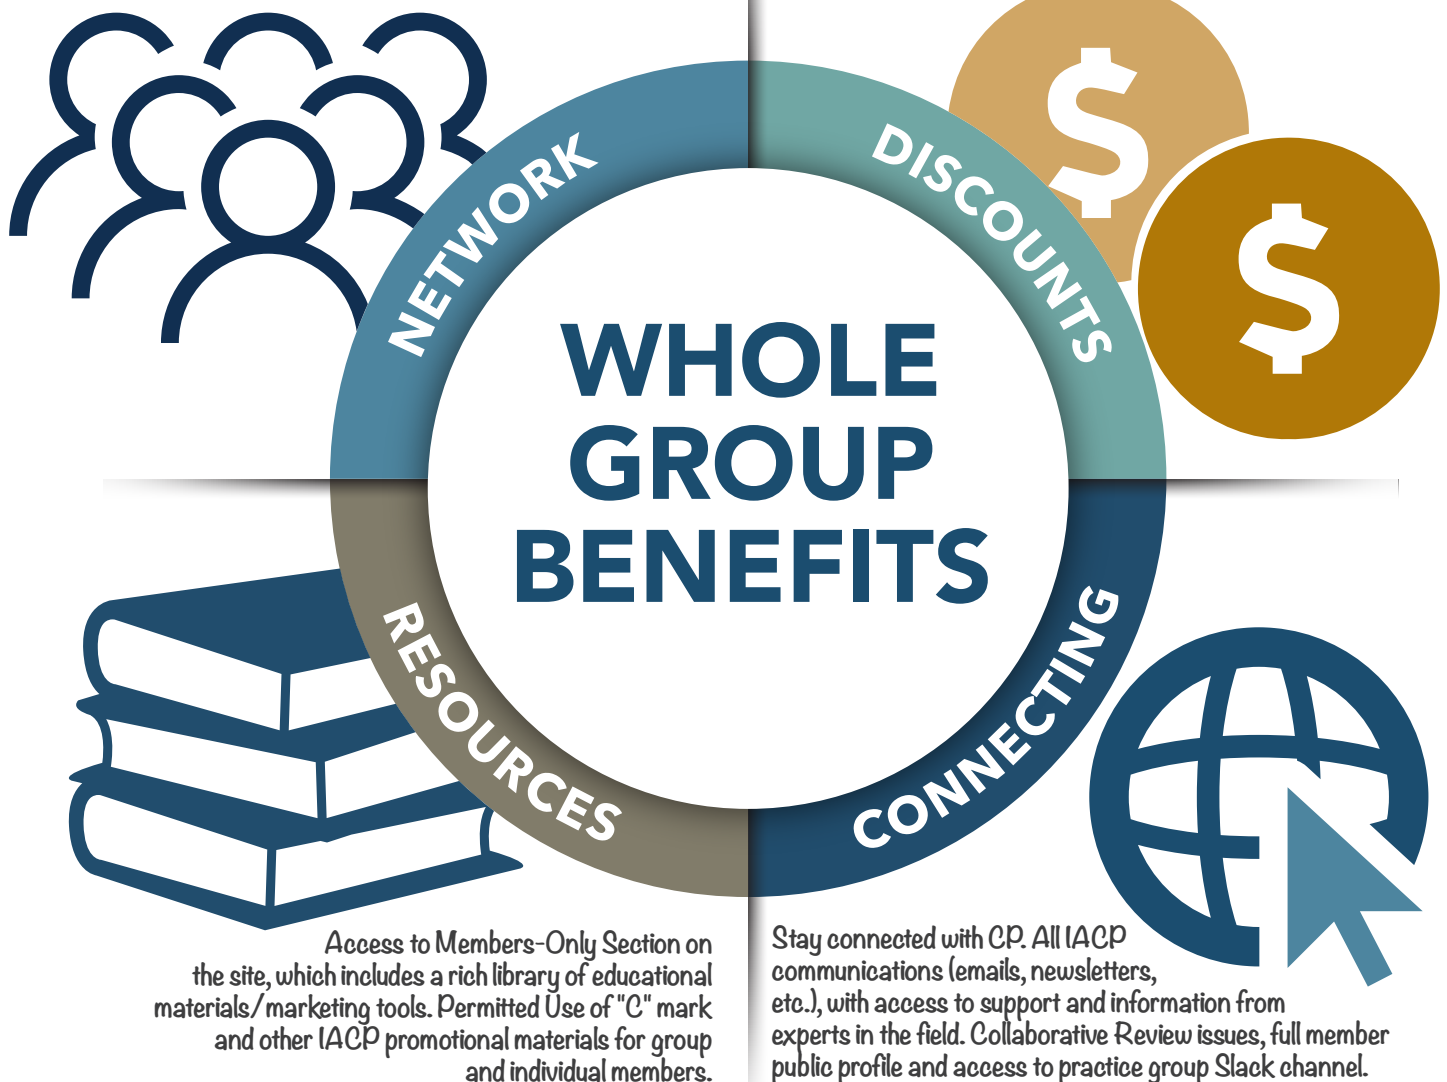 NETWORK
DISCOUNTS
$
$
WHOLE
GROUP
BENEFITS
RESOURCES
CONNECTING
Access to Members-Only Section on
the site, which includes a rich library of educational
materials/marketing tools. Permitted Use of "C" mark
and other IACP promotional materials for group
and individual members.
Stay connected with CP. All IACP
communications (emails, newsletters,
etc.), with access to support and information from
experts in the field. Collaborative Review issues, full member
public profile and access to practice group Slack channel.